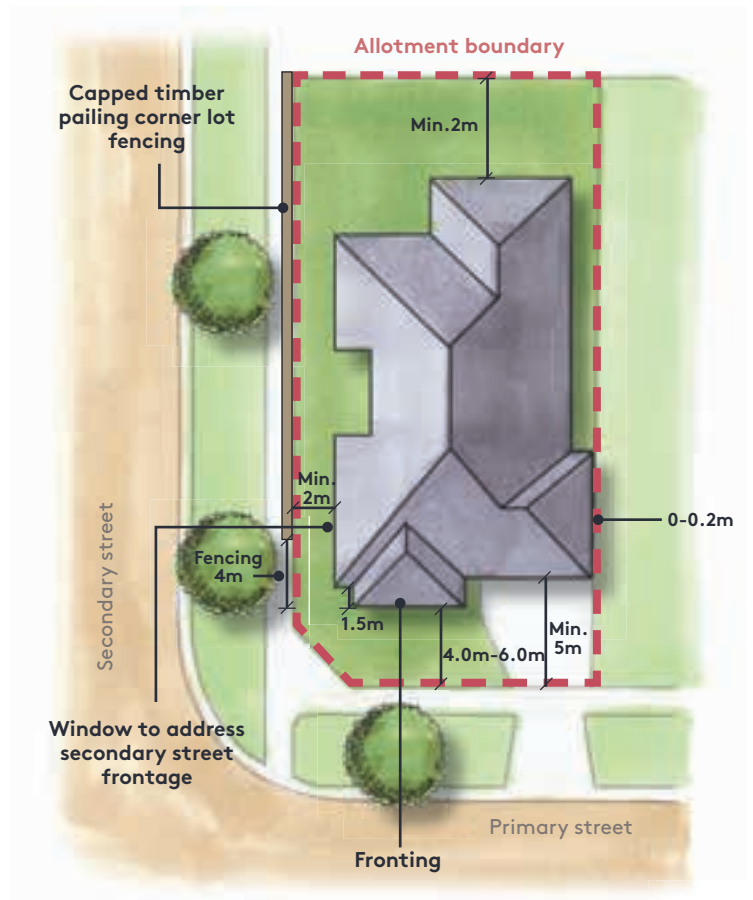 Allotment boundary
Capped timber
pailing corner lot
fencing
Min.2m
Min.
2m
0-0.2m
Secondary street
Fencing
4m
1.5m
4.0m-6.0m
Min.
5m
Window to address
secondary street
frontage
Primary street
Fronting